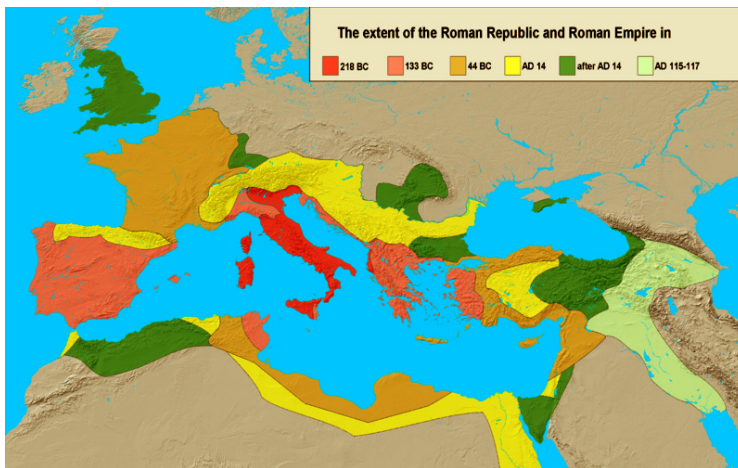 The extent of the Roman Republic and Roman Empire in
218 BC 133 BC 44 BC AD 14 after AD 14 AD 115-117